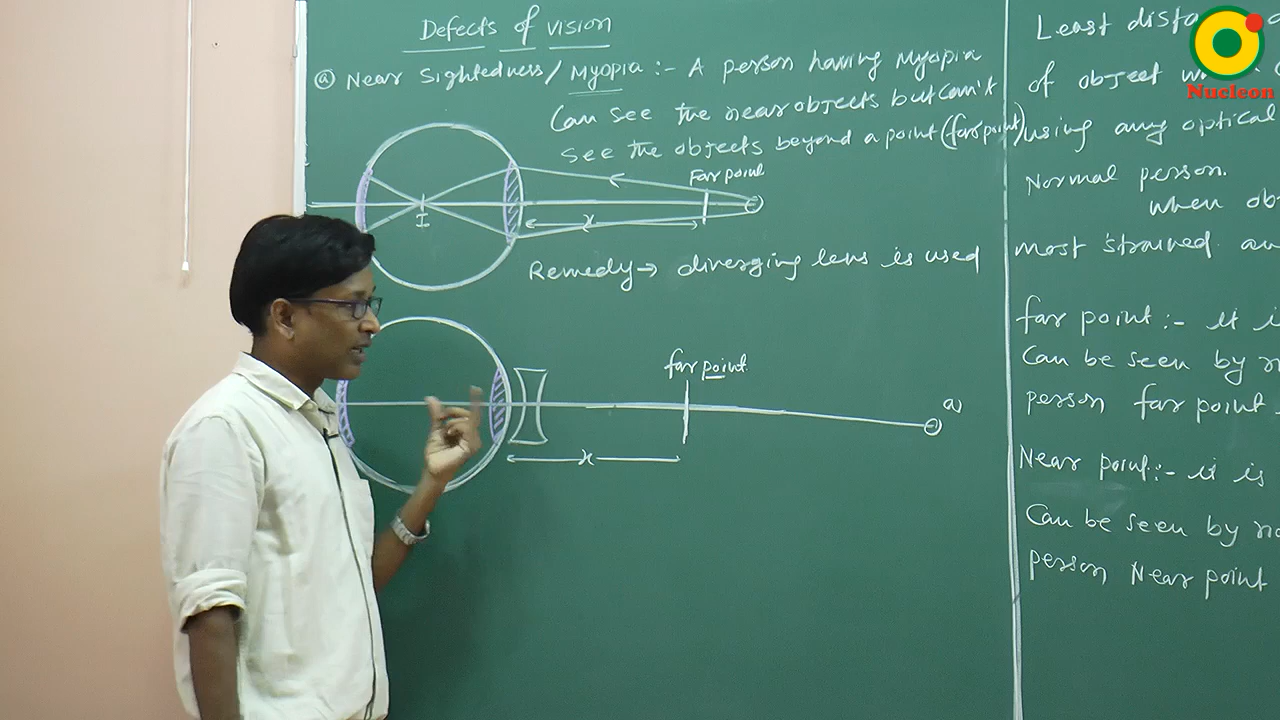 Defects of vision
(a) Near sightedness/ Myopia :- A person having Myopia
Can see the near objects but can't
see the objects beyond a point (far point)
Far point
I
x
Remedy → diverging lens is used
far point
a
x
Least dista
of object w
using any optical
Normal person.
when ob
most strained an
far point :- it i
Can be seen by n
person far point
Near point :- it is
Can be seen by n
person Near point
Nucleon